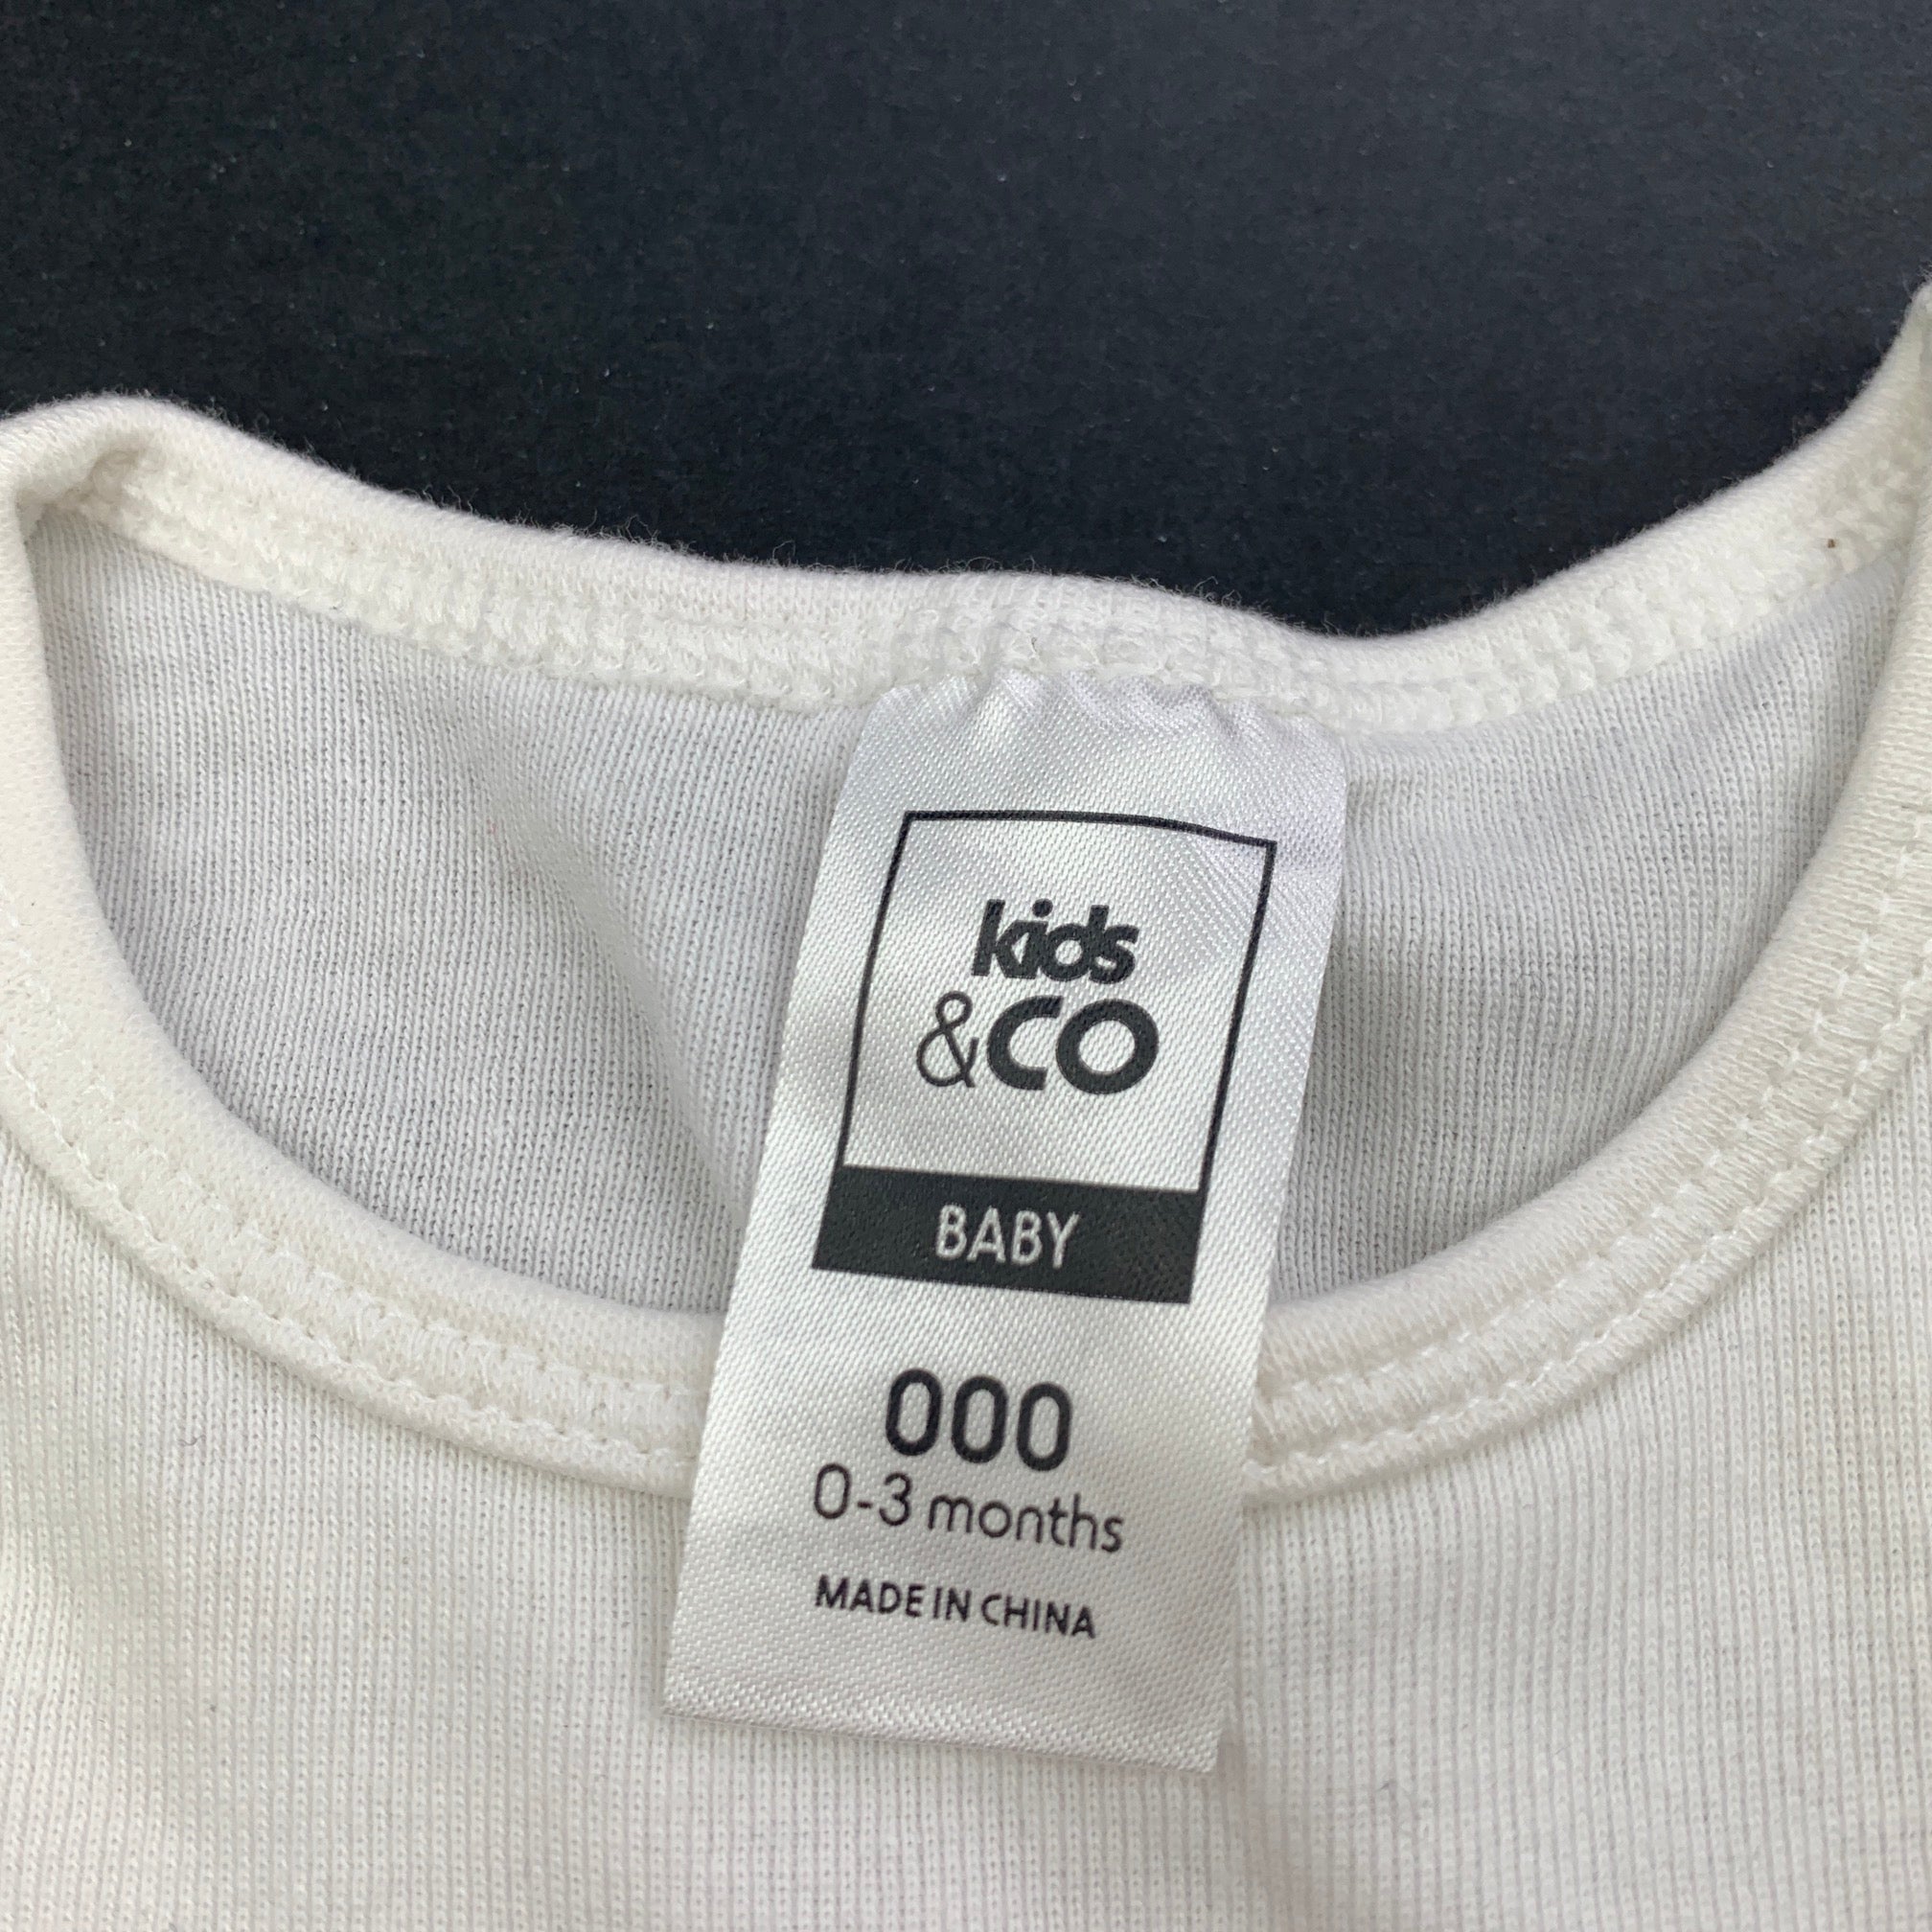 kids
&CO
BABY
000
0-3 months
MADE IN CHINA